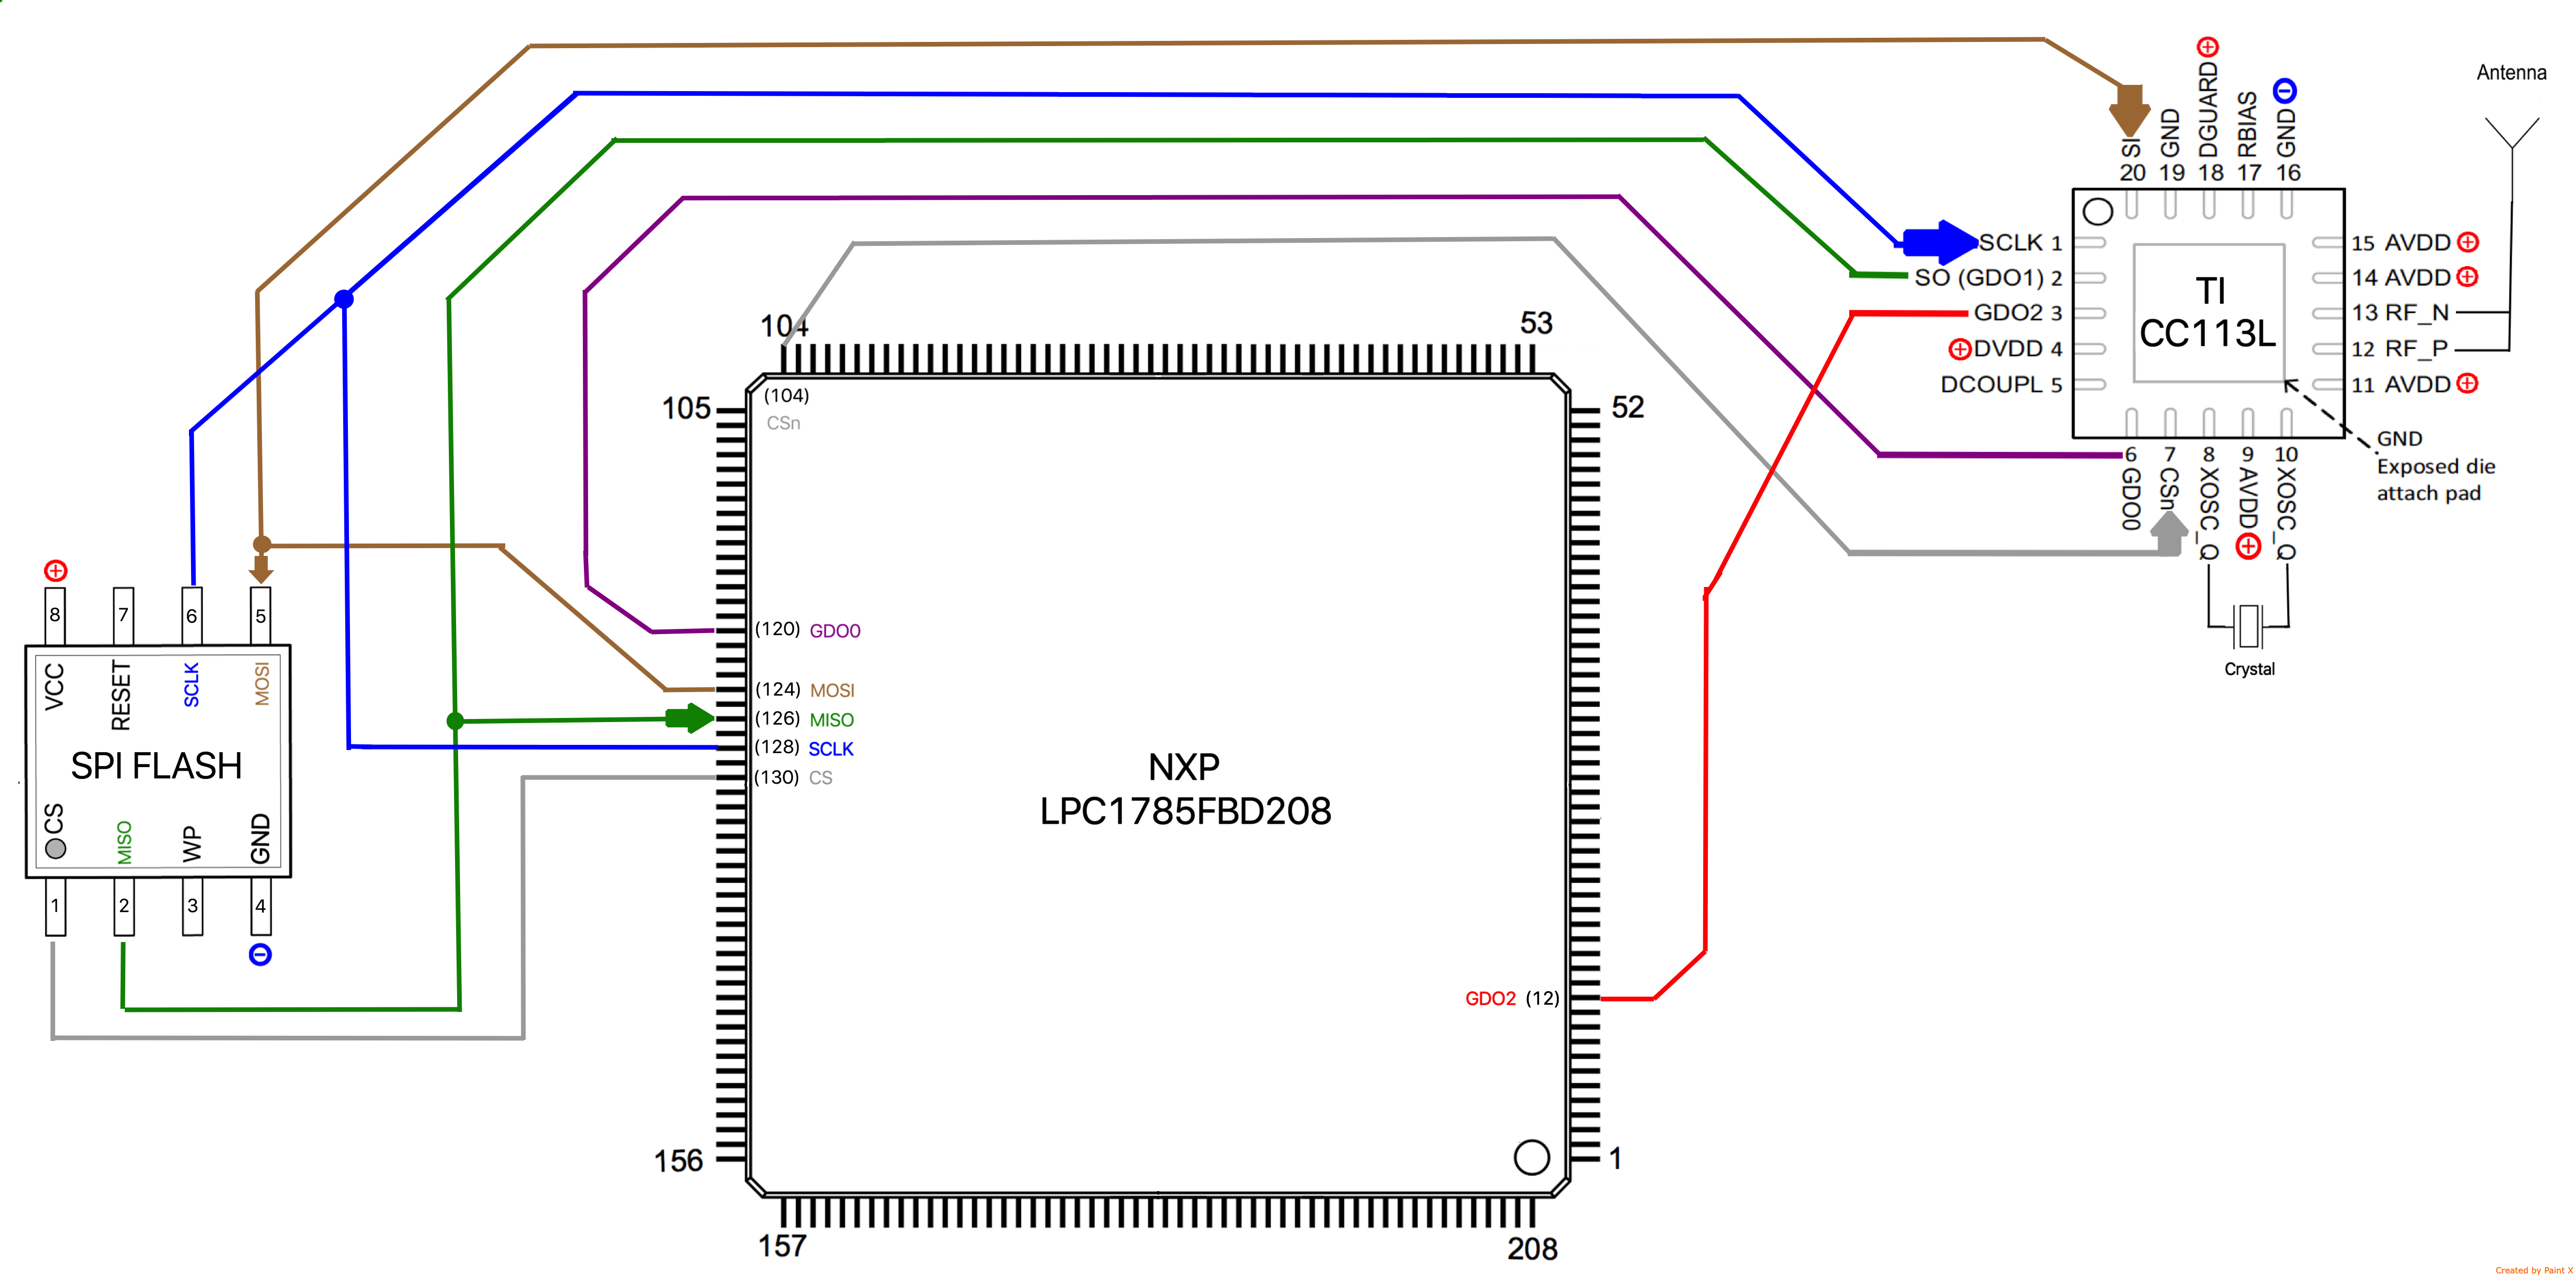 Antenna
SI
GND
DGUARD
RBIAS
GND
20 19 18 17 16
SCLK 1
SO (GDO1) 2
GDO2 3
DVDD 4
DCOUPL 5
TI
CC113L
15 AVDD
14 AVDD
13 RF_N
12 RF_P
11 AVDD
GND
Exposed die
attach pad
6 7 8 9 10
GDO0
CSn
XOSC_Q
AVDD
XOSC_Q
Crystal
104
53
105
52
(104)
CSn
(120) GDO0
(124) MOSI
(126) MISO
(128) SCLK
(130) CS
NXP
LPC1785FBD208
GDO2 (12)
156
1
157
208
8 7 6 5
VCC
RESET
SCLK
MOSI
SPI FLASH
CS
MISO
WP
GND
1 2 3 4
Created by Paint X